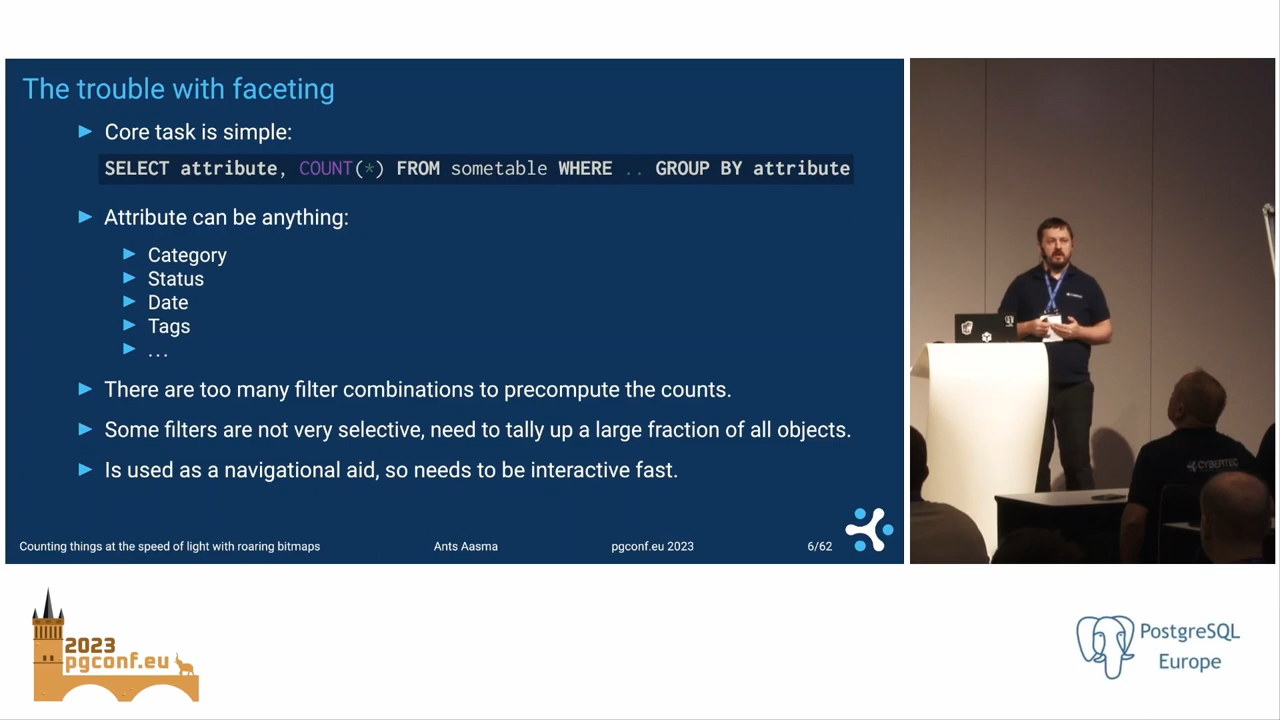 The trouble with faceting
Core task is simple:
SELECT attribute, COUNT(*) FROM sometable WHERE .. GROUP BY attribute
Attribute can be anything:
Category
Status
Date
Tags
...
There are too many filter combinations to precompute the counts.
Some filters are not very selective, need to tally up a large fraction of all objects.
Is used as a navigational aid, so needs to be interactive fast.
Counting things at the speed of light with roaring bitmaps
Ants Aasma
pgconf.eu 2023
6/62
CYBERTEC
2023
pgconf.eu
PostgreSQL
Europe